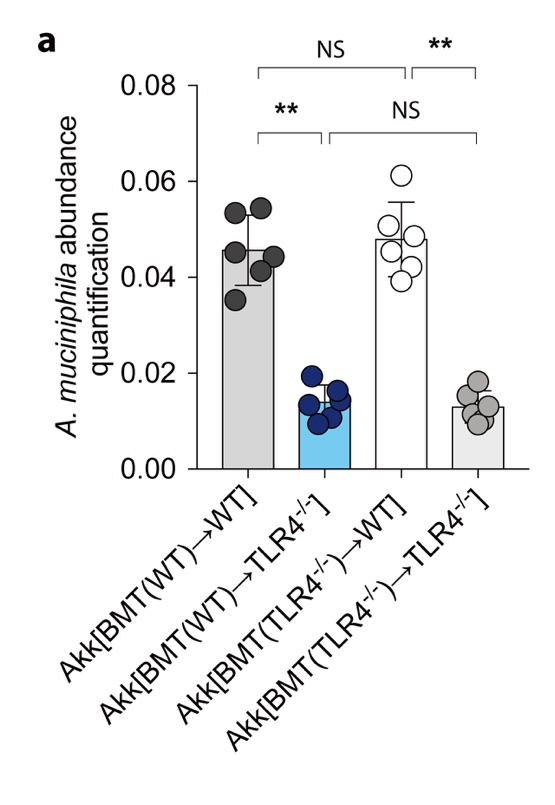 a
NS
**
**
NS
A. muciniphila abundance
quantification
0.08
0.06
0.04
0.02
0.00
Akk[BMT(WT)→WT]
Akk[BMT(WT)→TLR4-/-]
Akk[BMT(TLR4-/-)→WT]
Akk[BMT(TLR4-/-)→TLR4-/-]